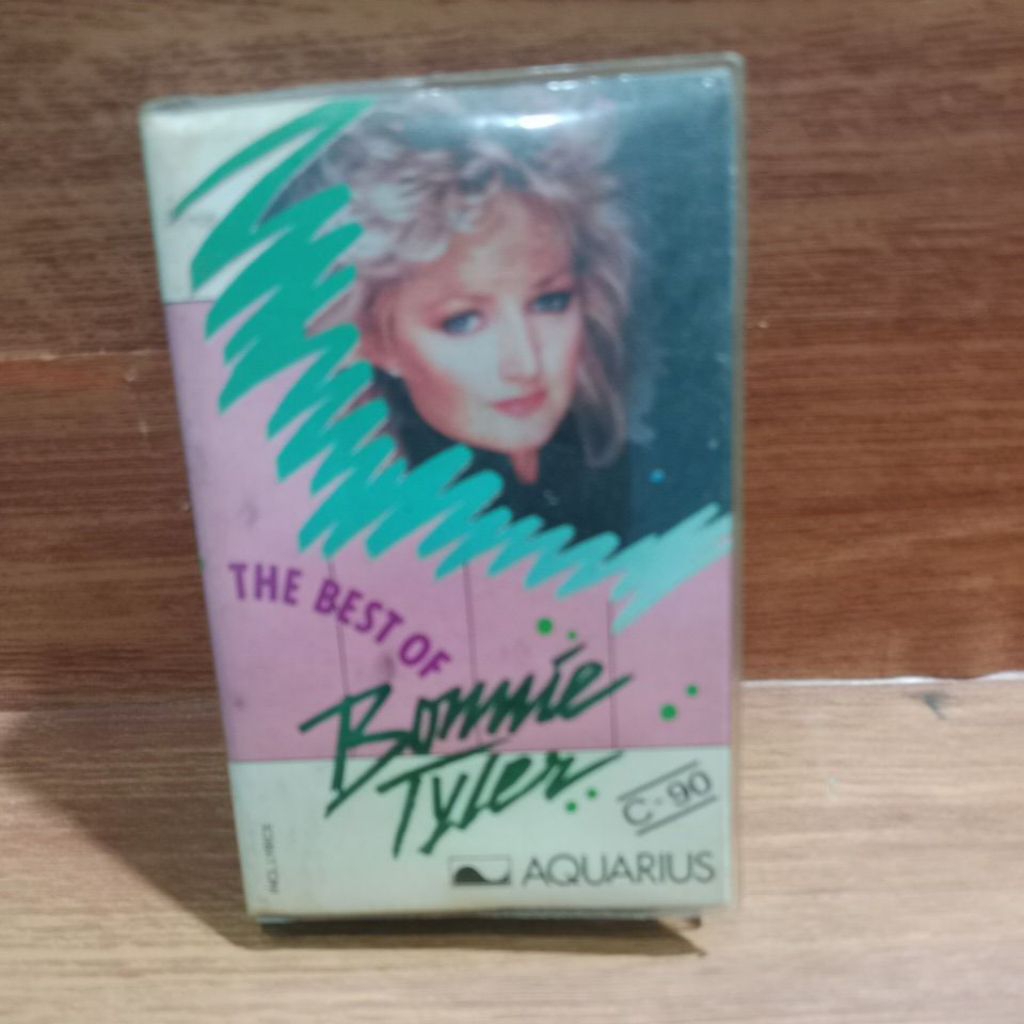 THE BEST OF
Bonnie
Tyler
C-90
AQUARIUS